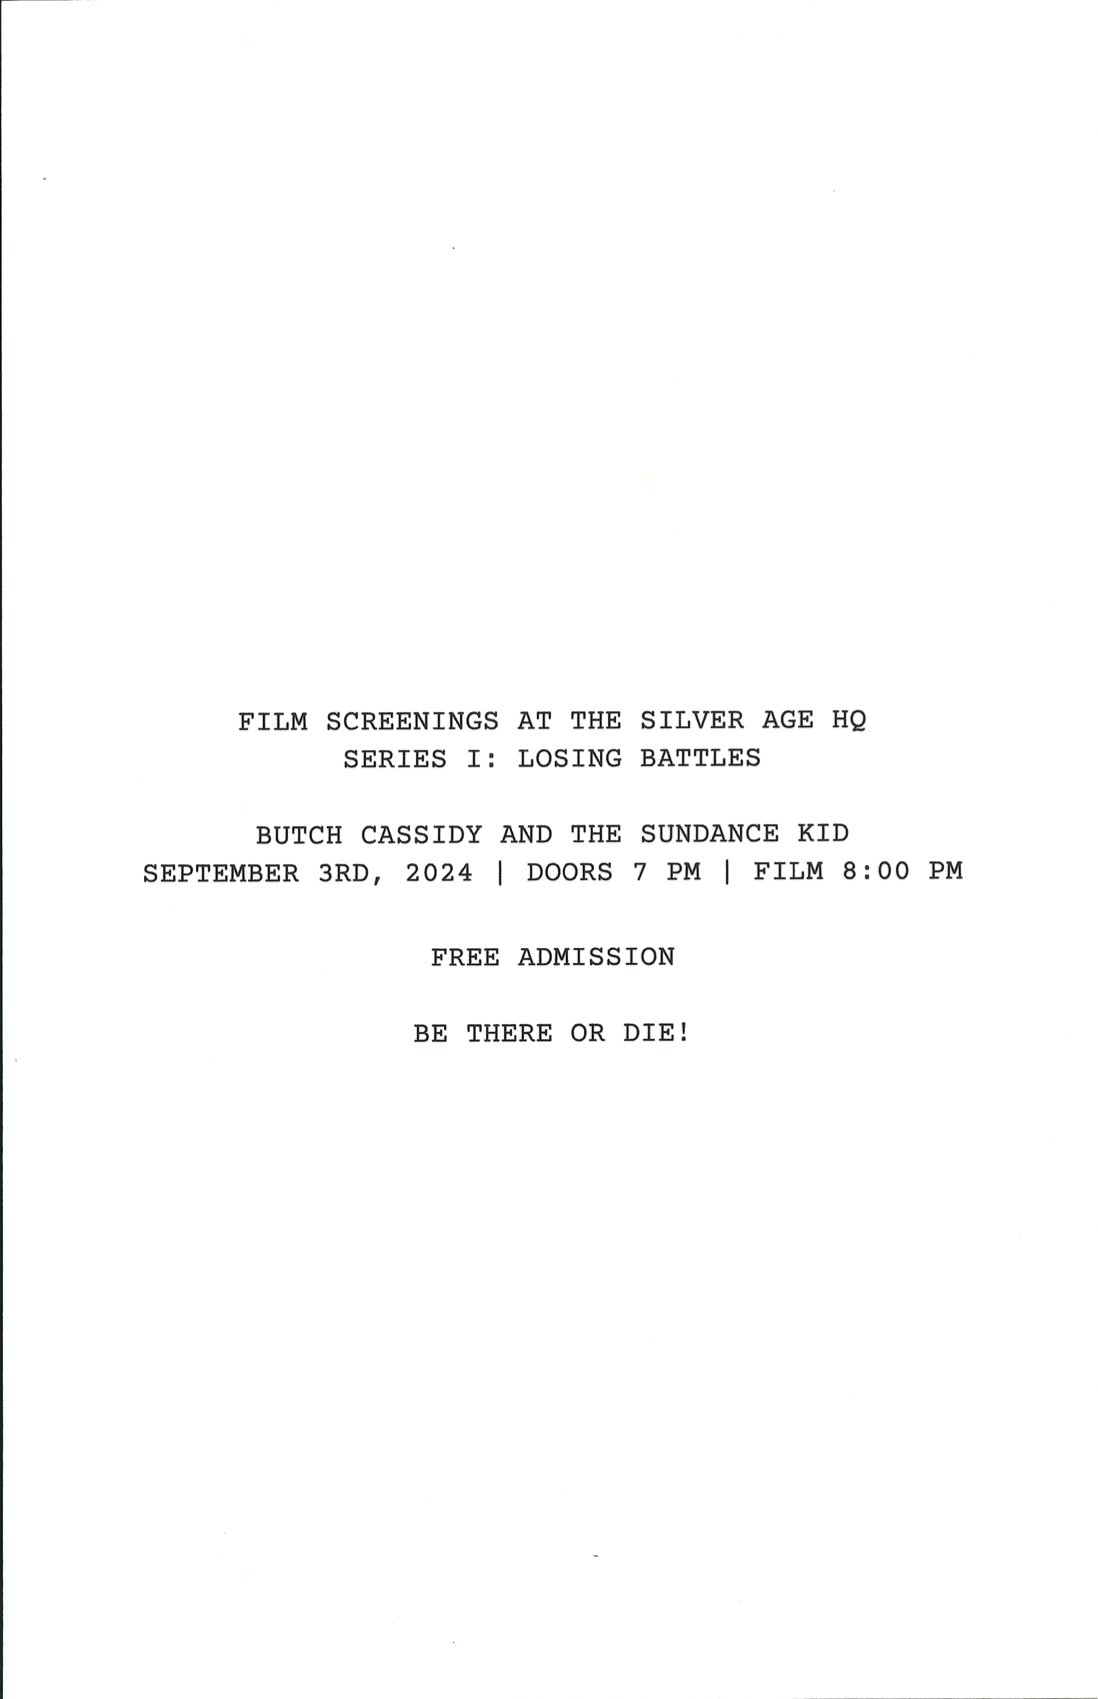 FILM SCREENINGS AT THE SILVER AGE HQ
SERIES I: LOSING BATTLES
BUTCH CASSIDY AND THE SUNDANCE KID
SEPTEMBER 3RD, 2024 | DOORS 7 PM | FILM 8:00 PM
FREE ADMISSION
BE THERE OR DIE!